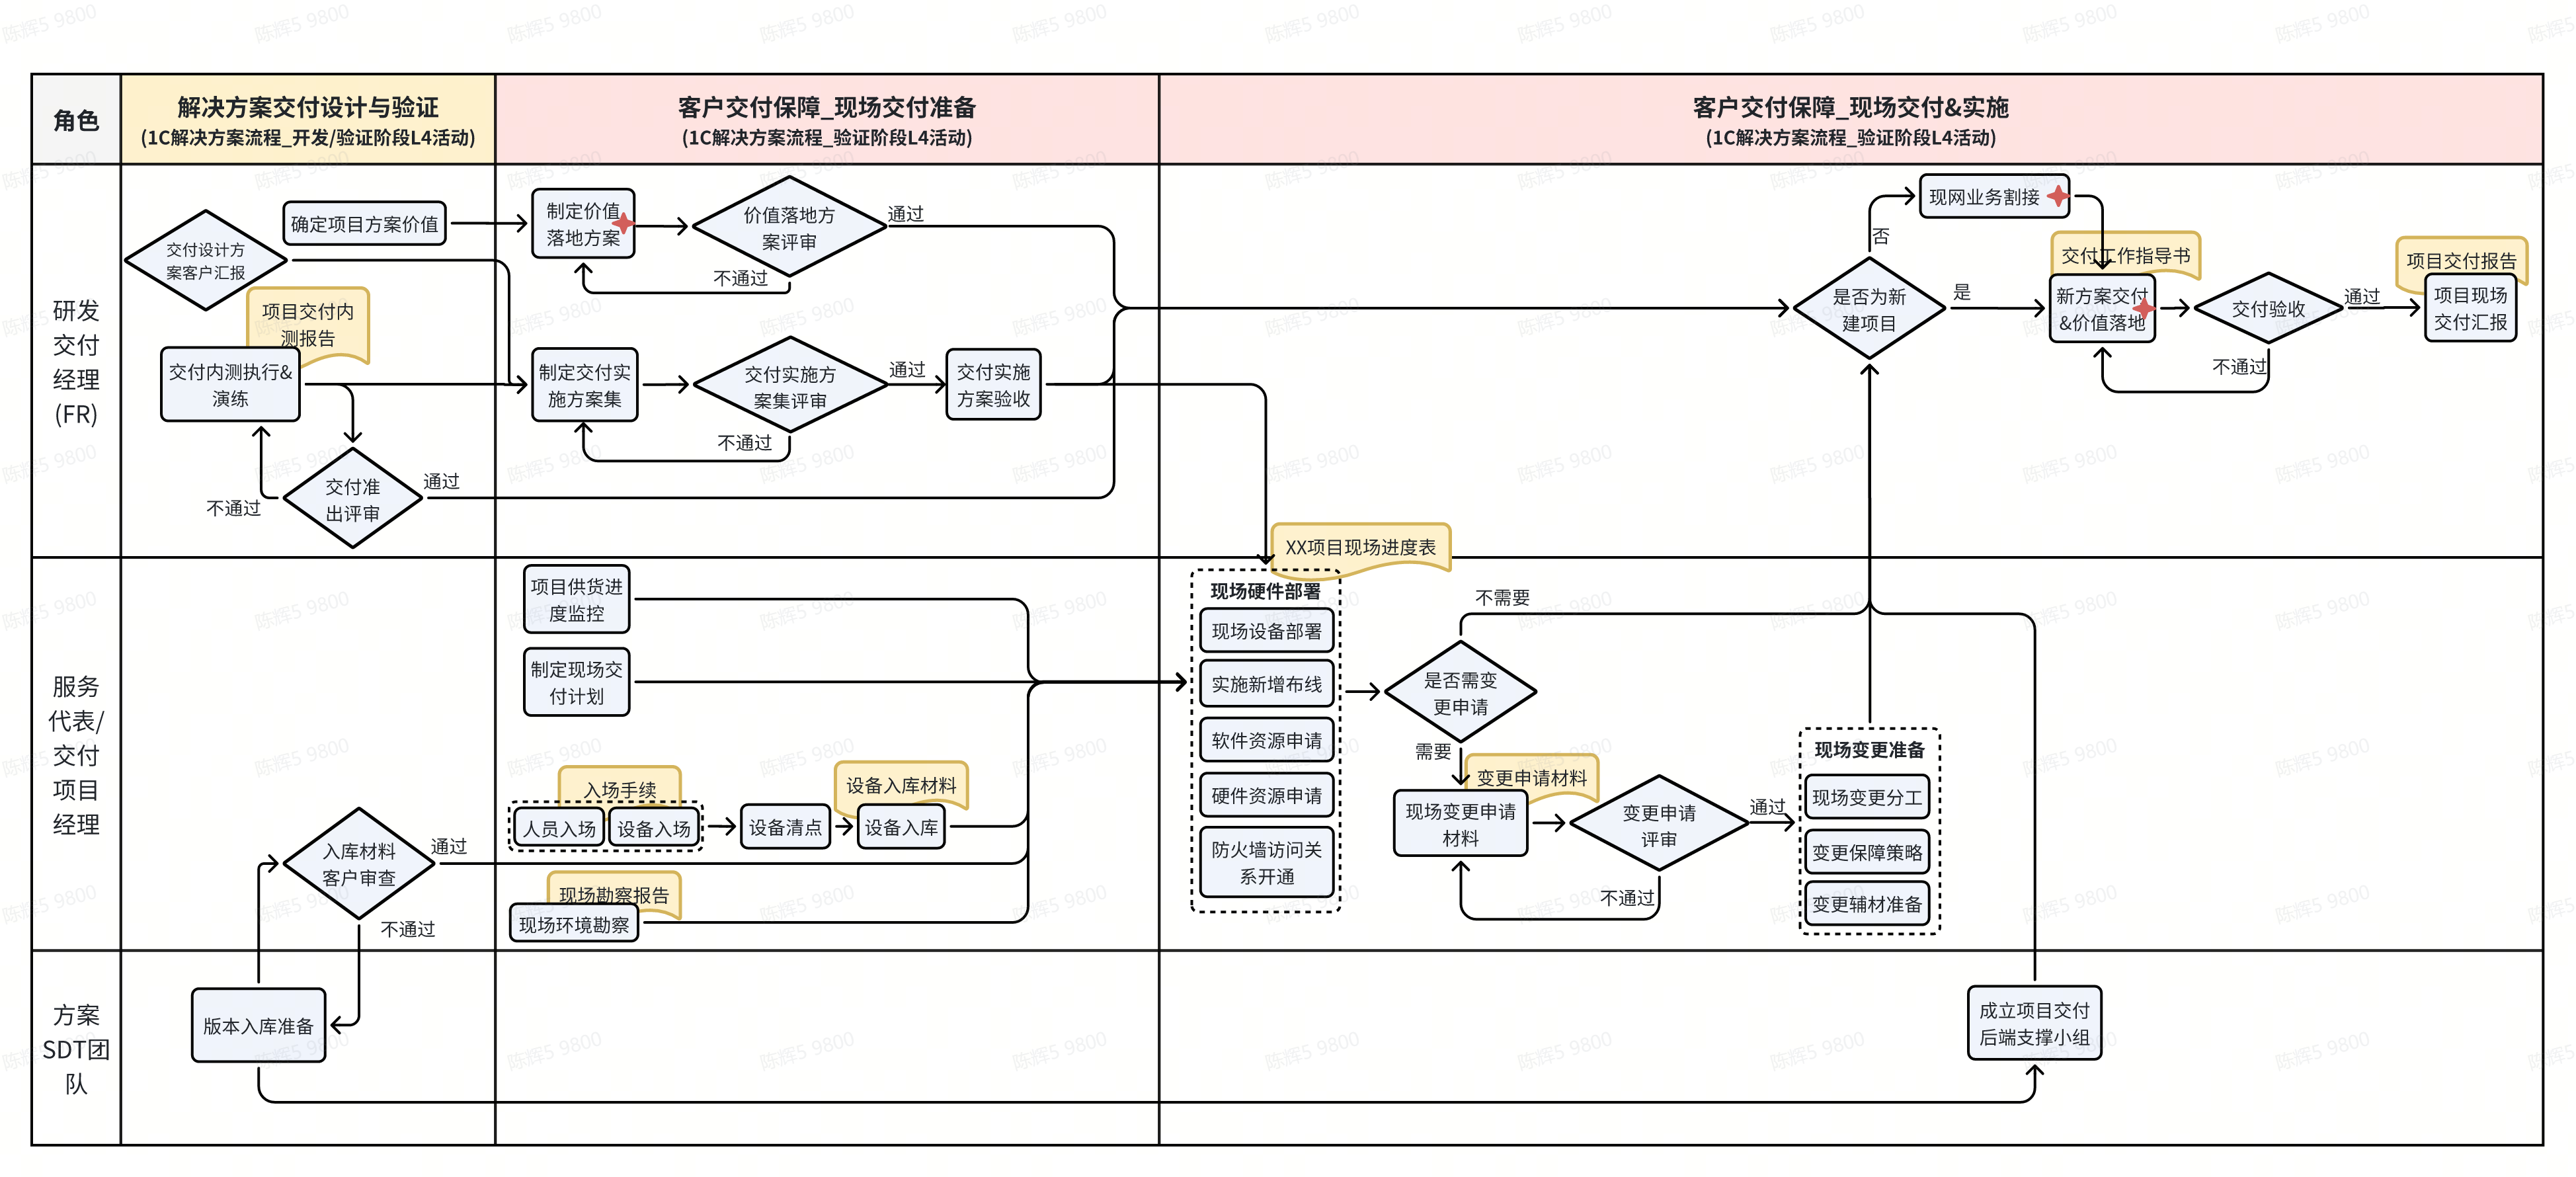 角色
解决方案交付设计与验证
(1C解决方案流程_开发/验证阶段L4活动)
客户交付保障_现场交付准备
(1C解决方案流程_验证阶段L4活动)
客户交付保障_现场交付&实施
(1C解决方案流程_验证阶段L4活动)
研发
交付
经理
(FR)
交付设计方
案客户汇报
确定项目方案价值
项目交付内
测报告
交付内测执行&
演练
不通过
交付准
出评审
通过
制定价值
落地方案
价值落地方
案评审
通过
不通过
制定交付实
施方案集
交付实施方
案集评审
通过
不通过
交付实施
方案验收
是否为新
建项目
否
是
现网业务割接
交付工作指导书
新方案交付
&价值落地
交付验收
通过
不通过
项目交付报告
项目现场
交付汇报
服务
代表/
交付
项目
经理
入库材料
客户审查
通过
不通过
项目供货进
度监控
制定现场交
付计划
入场手续
人员入场
设备入场
设备清点
设备入库材料
设备入库
现场勘察报告
现场环境勘察
XX项目现场进度表
现场硬件部署
现场设备部署
实施新增布线
软件资源申请
硬件资源申请
防火墙访问关
系开通
不需要
是否需变
更申请
需要
变更申请材料
现场变更申请
材料
变更申请
评审
通过
不通过
现场变更准备
现场变更分工
变更保障策略
变更辅材准备
方案
SDT团
队
版本入库准备
成立项目交付
后端支撑小组
陈辉5 9800